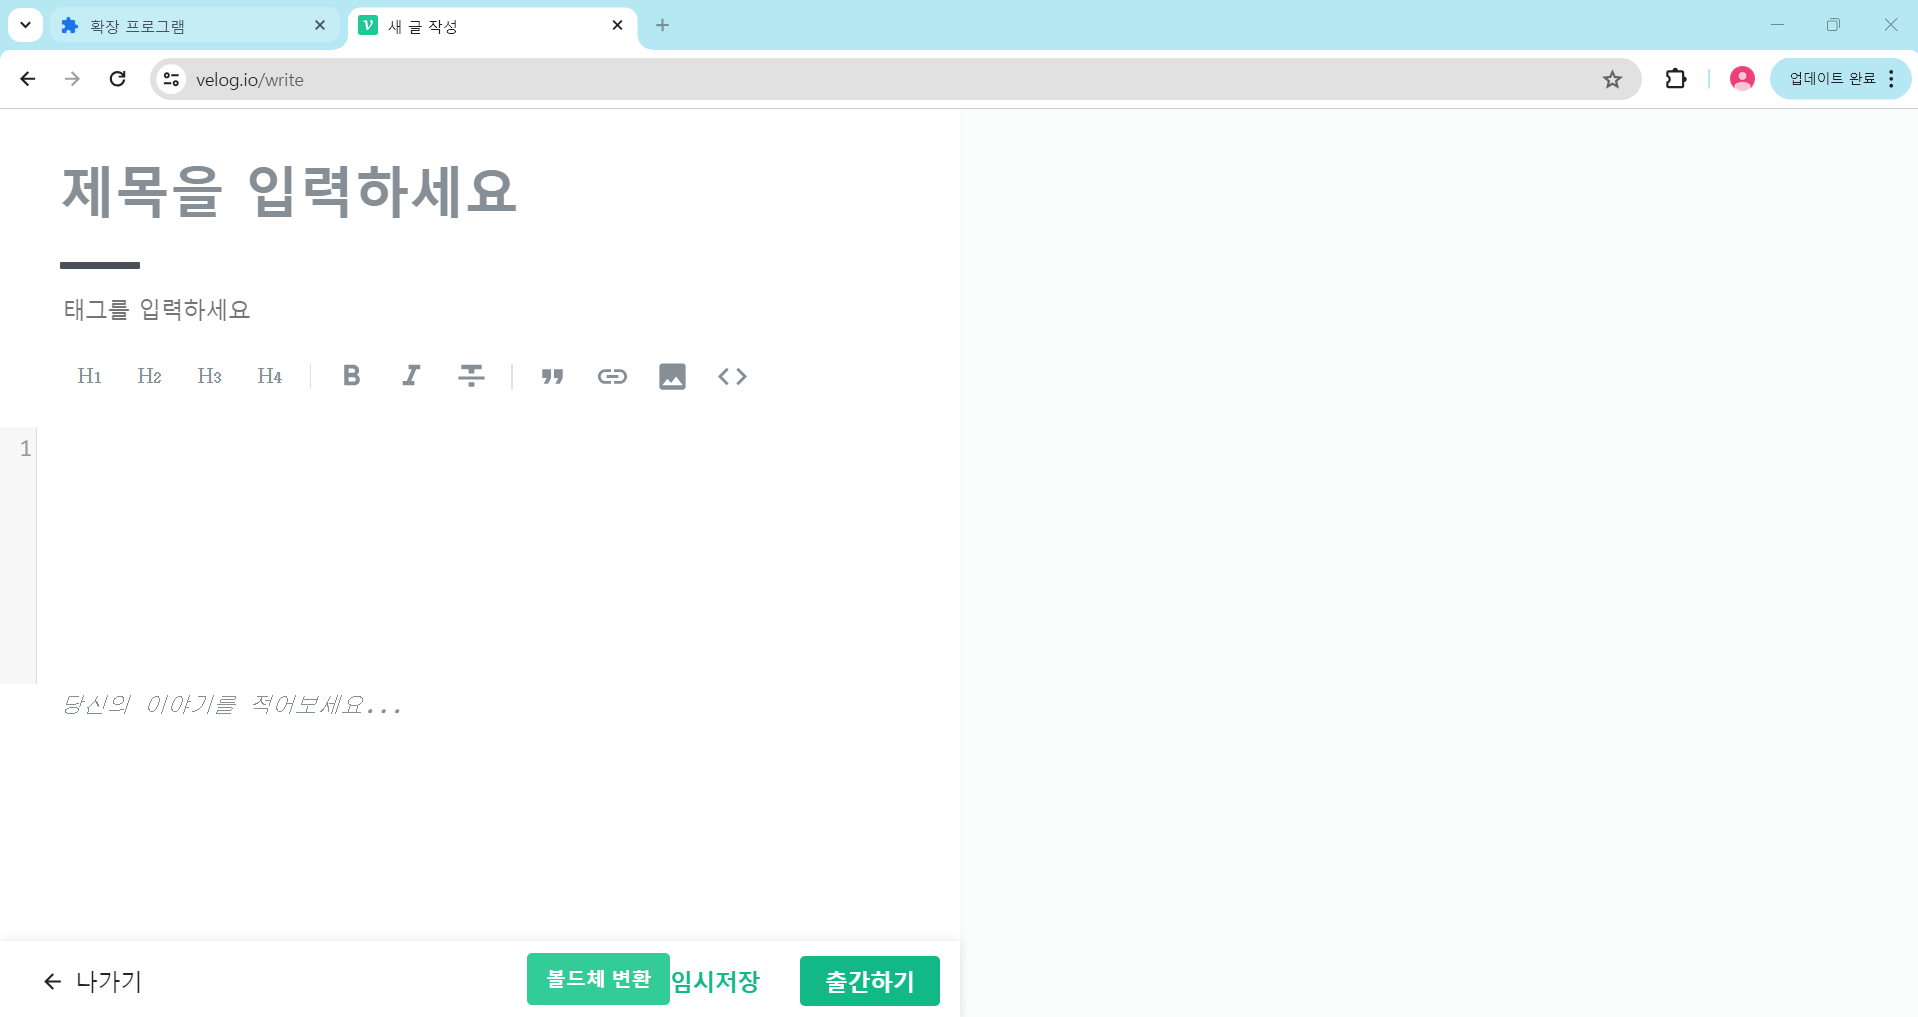 확장 프로그램
새 글 작성
velog.io/write
업데이트 완료
제목을 입력하세요
태그를 입력하세요
H1 H2 H3 H4 B I T
1
당신의 이야기를 적어보세요...
나가기
볼드체 변환
임시저장
출간하기